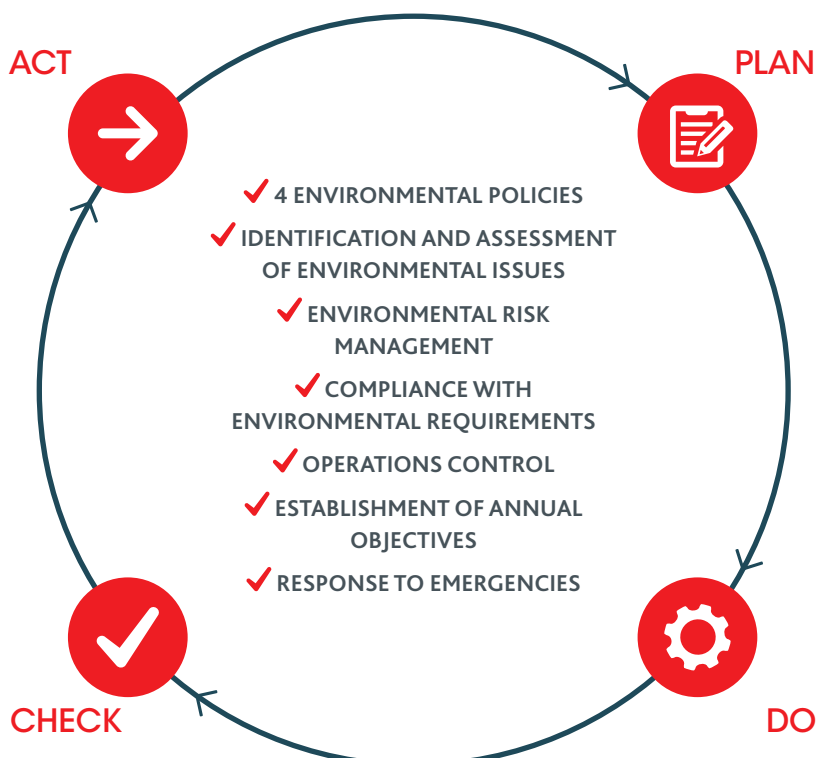 ACT
PLAN
4 ENVIRONMENTAL POLICIES
IDENTIFICATION AND ASSESSMENT
OF ENVIRONMENTAL ISSUES
ENVIRONMENTAL RISK
MANAGEMENT
COMPLIANCE WITH
ENVIRONMENTAL REQUIREMENTS
OPERATIONS CONTROL
ESTABLISHMENT OF ANNUAL
OBJECTIVES
RESPONSE TO EMERGENCIES
CHECK
DO